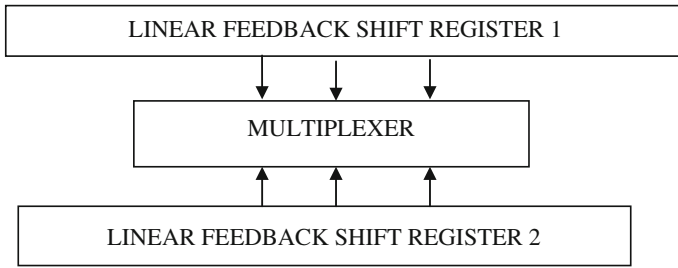 LINEAR FEEDBACK SHIFT REGISTER 1
MULTIPLEXER
LINEAR FEEDBACK SHIFT REGISTER 2